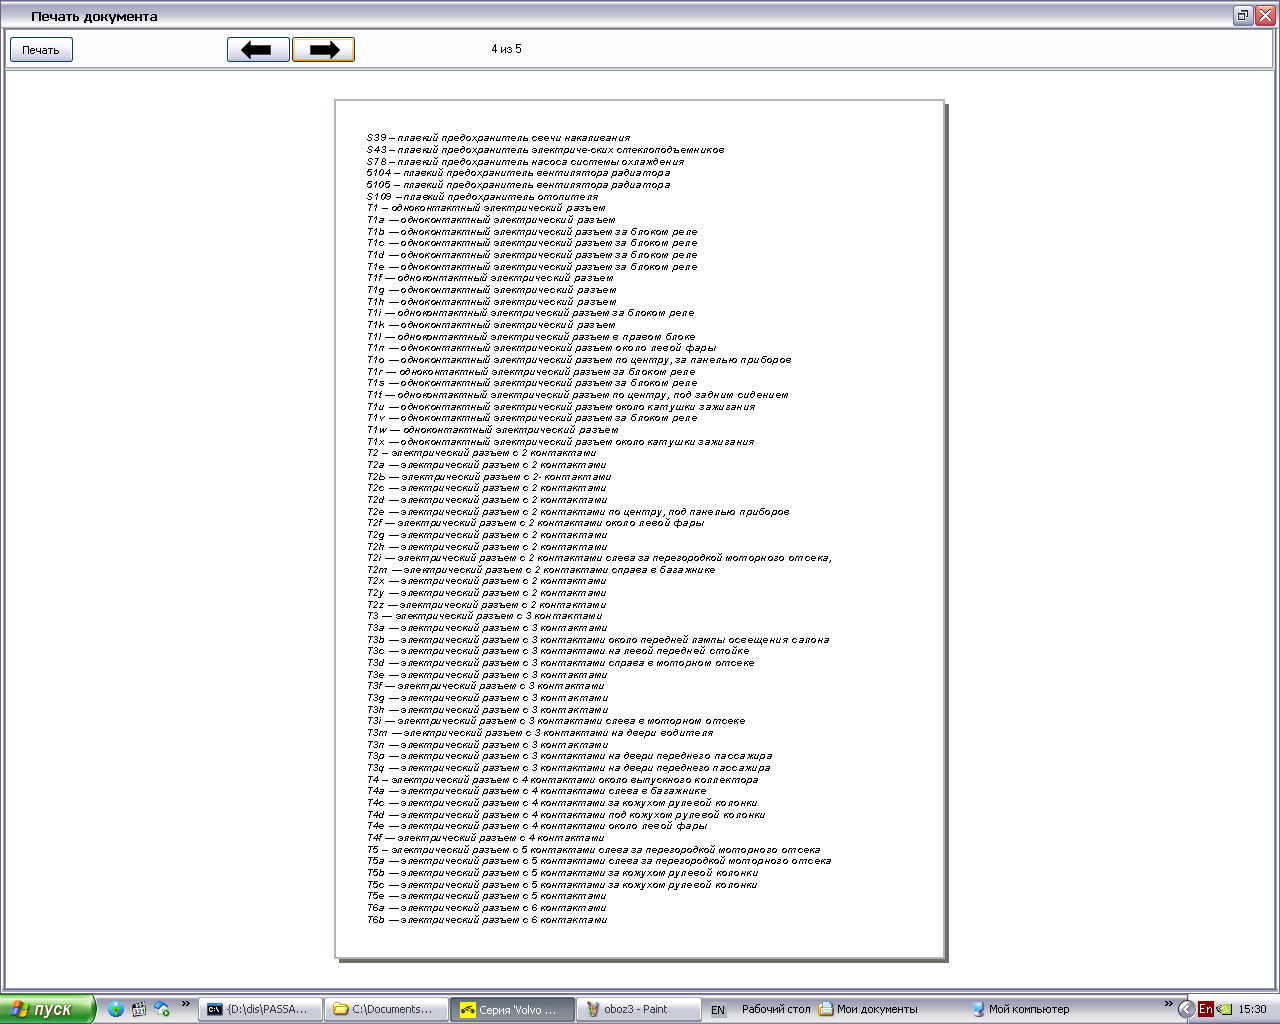 Печать документа
Печать
4 из 5
S39 – плавкий предохранитель свечи накаливания
S43 – плавкий предохранитель электриче-ских стеклоподъемников
S78 – плавкий предохранитель насоса системы охлаждения
5104 – плавкий предохранитель вентилятора радиатора
5105 – плавкий предохранитель вентилятора радиатора
S109 – плавкий предохранитель отопителя
T1 – одноконтактный электрический разъем
T1a — одноконтактный электрический разъем
T1b — одноконтактный электрический разъем за блоком реле
T1c — одноконтактный электрический разъем за блоком реле
T1d — одноконтактный электрический разъем за блоком реле
T1e — одноконтактный электрический разъем за блоком реле
T1f — одноконтактный электрический разъем
T1g — одноконтактный электрический разъем
T1h — одноконтактный электрический разъем
T1i — одноконтактный электрический разъем за блоком реле
T1k — одноконтактный электрический разъем
T1l — одноконтактный электрический разъем в правом блоке
T1n — одноконтактный электрический разъем около левой фары
T1o — одноконтактный электрический разъем по центру, за панелью приборов
T1r — одноконтактный электрический разъем за блоком реле
T1s — одноконтактный электрический разъем за блоком реле
T1t — одноконтактный электрический разъем по центру, под задним сидением
T1u — одноконтактный электрический разъем около катушки зажигания
T1v — одноконтактный электрический разъем за блоком реле
T1w — одноконтактный электрический разъем
T1x — одноконтактный электрический разъем около катушки зажигания
T2 – электрический разъем с 2 контактами
T2a — электрический разъем с 2 контактами
T2Ь — электрический разъем с 2- контактами
T2c — электрический разъем с 2 контактами
T2d — электрический разъем с 2 контактами
T2e — электрический разъем с 2 контактами по центру, под панелью приборов
T2f — электрический разъем с 2 контактами около левой фары
T2g — электрический разъем с 2 контактами
T2h — электрический разъем с 2 контактами
T2i — электрический разъем с 2 контактами слева за перегородкой моторного отсека,
T2m — электрический разъем с 2 контактами справа в багажнике
T2x — электрический разъем с 2 контактами
T2y — электрический разъем с 2 контактами
T2z — электрический разъем с 2 контактами
T3 — электрический разъем с 3 контактами
T3a — электрический разъем с 3 контактами
T3b — электрический разъем с 3 контактами около передней лампы освещения салона
T3c — электрический разъем с 3 контактами на левой передней стойке
T3d — электрический разъем с 3 контактами справа в моторном отсеке
T3e — электрический разъем с 3 контактами
T3f — электрический разъем с 3 контактами
T3g — электрический разъем с 3 контактами
T3h — электрический разъем с 3 контактами
T3i — электрический разъем с 3 контактами слева в моторном отсеке
T3m — электрический разъем с 3 контактами на двери водителя
T3n — электрический разъем с 3 контактами
T3p — электрический разъем с 3 контактами на двери переднего пассажира
T3q — электрический разъем с 3 контактами на двери переднего пассажира
T4 – электрический разъем с 4 контактами около выпускного коллектора
T4a — электрический разъем с 4 контактами слева в багажнике
T4c — электрический разъем с 4 контактами за кожухом рулевой колонки
T4d — электрический разъем с 4 контактами под кожухом рулевой колонки
T4e — электрический разъем с 4 контактами около левой фары
T4f — электрический разъем с 4 контактами
T5 – электрический разъем с 5 контактами слева за перегородкой моторного отсека
T5a — электрический разъем с 5 контактами слева за перегородкой моторного отсека
T5b — электрический разъем с 5 контактами за кожухом рулевой колонки
T5c — электрический разъем с 5 контактами за кожухом рулевой колонки
T5e — электрический разъем с 5 контактами
T6a — электрический разъем с 6 контактами
T6b — электрический разъем с 6 контактами
пуск
{D:\dis\PASSA...
C:\Documents...
Серия 'Volvo ...
oboz3 - Paint
EN
Рабочий стол
Мои документы
Мой компьютер
En
15:30